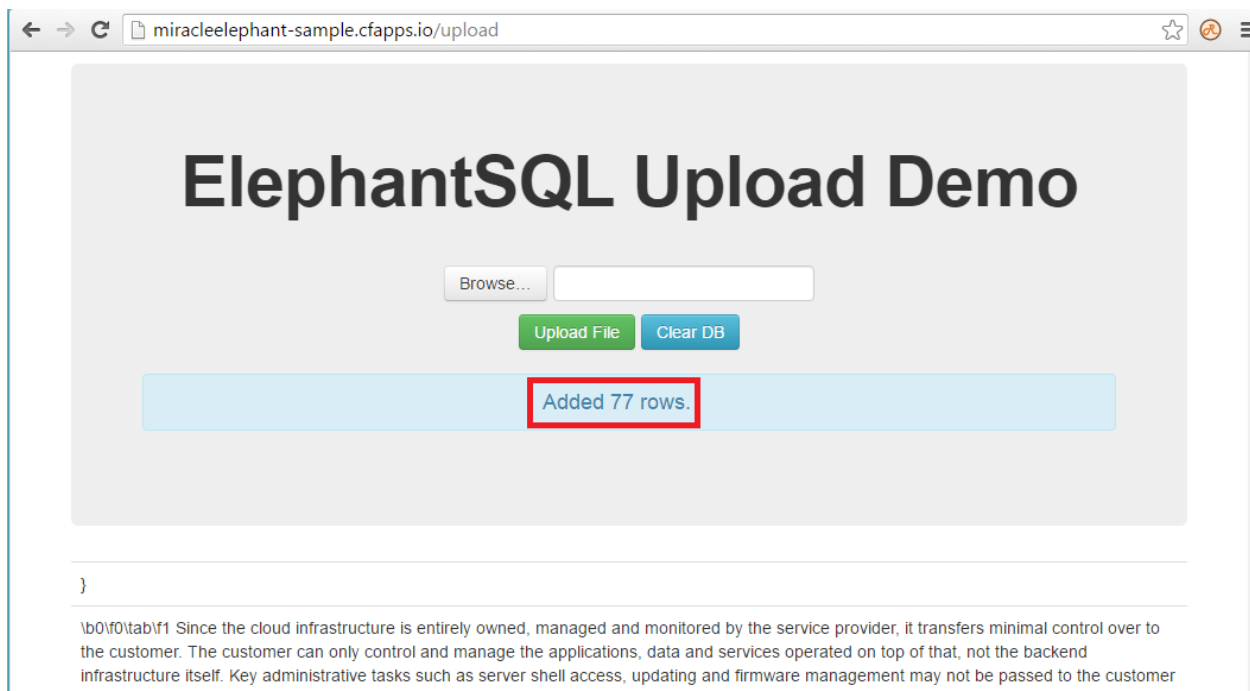 miracleelephant-sample.cfapps.io/upload
ElephantSQL Upload Demo
Browse...
Upload File Clear DB
Added 77 rows.
}
\b0\f0\tab\f1 Since the cloud infrastructure is entirely owned, managed and monitored by the service provider, it transfers minimal control over to
the customer. The customer can only control and manage the applications, data and services operated on top of that, not the backend
infrastructure itself. Key administrative tasks such as server shell access, updating and firmware management may not be passed to the customer